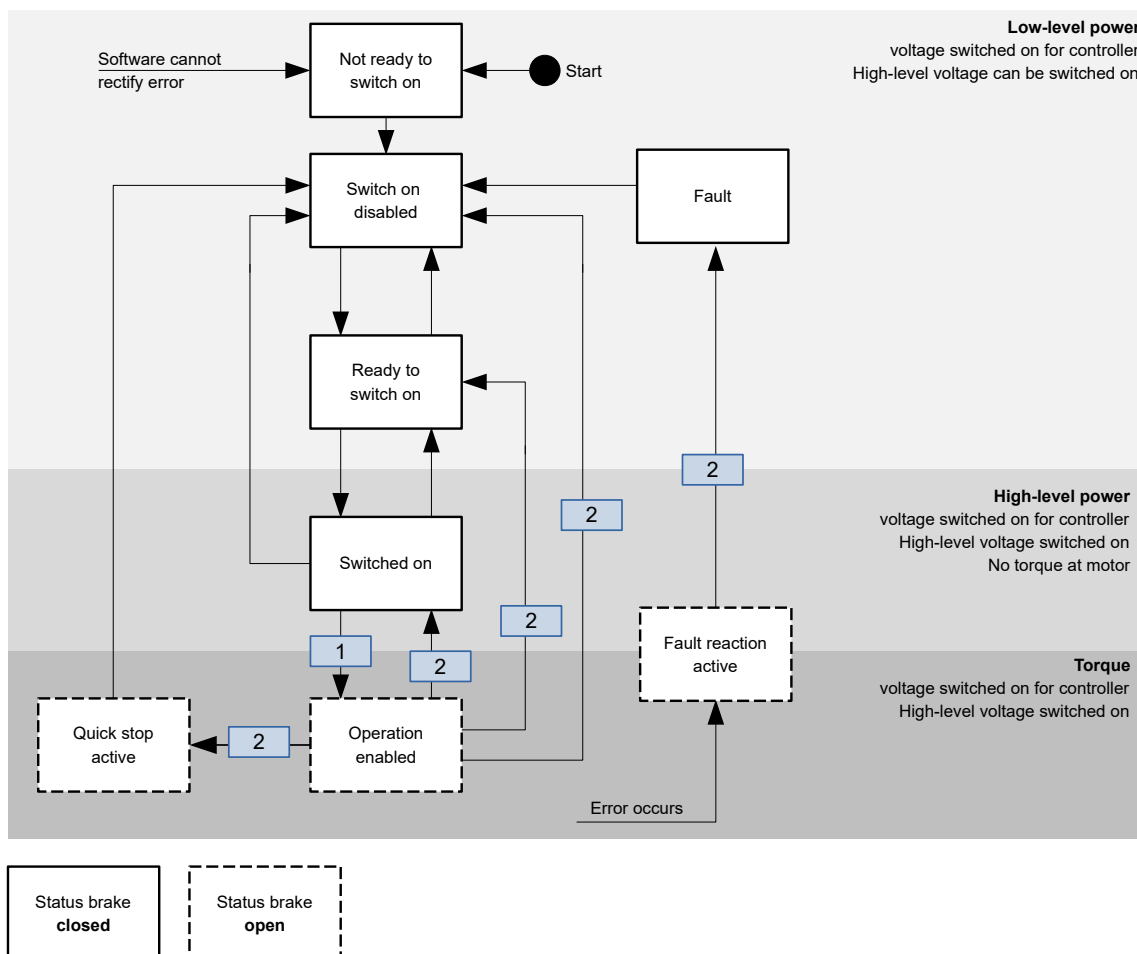 Low-level power
voltage switched on for controller
High-level voltage can be switched on
Software cannot
rectify error
Not ready to
switch on
Start
Switch on
disabled
Fault
Ready to
switch on
2
High-level power
voltage switched on for controller
High-level voltage switched on
No torque at motor
2
Switched on
2
Fault reaction
active
1
2
Torque
voltage switched on for controller
High-level voltage switched on
Quick stop
active
2
Operation
enabled
Error occurs
Status brake
closed
Status brake
open